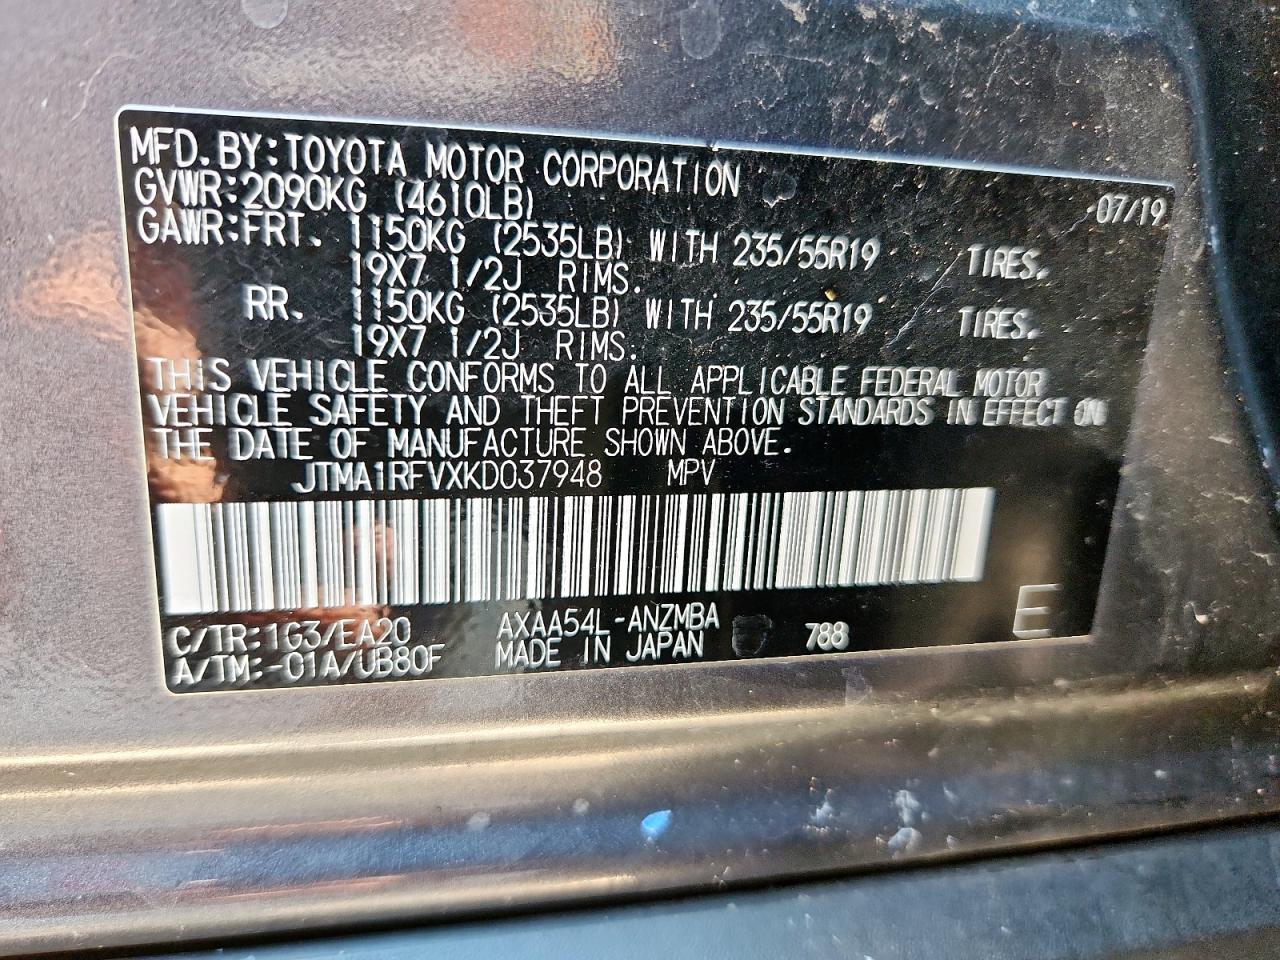 MFD.BY:TOYOTA MOTOR CORPORATION 07/19
GVWR:2090KG (4610LB)
GAWR:FRT. 1150KG (2535LB) WITH 235/55R19 TIRES.
19X7 1/2J RIMS.
RR. 1150KG (2535LB) WITH 235/55R19 TIRES.
19X7 1/2J RIMS.
THIS VEHICLE CONFORMS TO ALL APPLICABLE FEDERAL MOTOR
VEHICLE SAFETY AND THEFT PREVENTION STANDARDS IN EFFECT ON
THE DATE OF MANUFACTURE SHOWN ABOVE.
JTMA1RFVXKD037948 MPV
C/TR:1G3/EA20 AXAA54L-ANZMBA 788 E
A/TM:-01A/UB80F MADE IN JAPAN